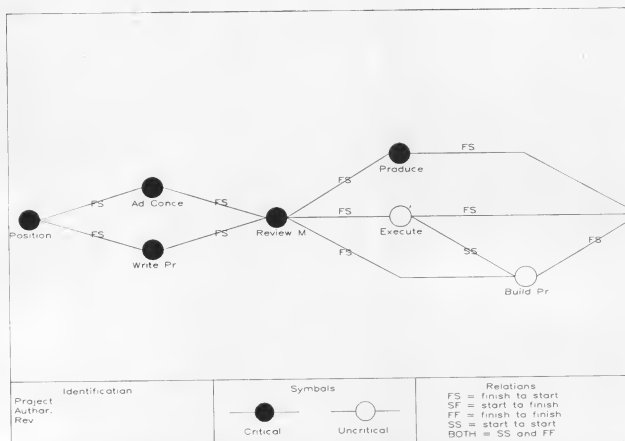 FS
Produce
FS
FS
Ad Conce
FS
Position
FS
Write Pr
FS
Review M
FS
Execute
FS
FS
SS
Build Pr
FS
Identification
Project
Author.
Rev
Symbols
Critical
Uncritical
Relations
FS = finish to start
SF = start to finish
FF = finish to finish
SS = start to start
BOTH = SS and FF